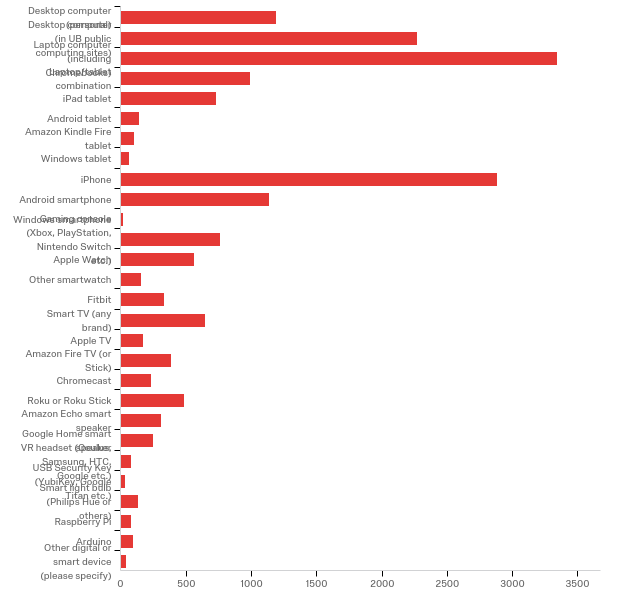 Desktop computer
(personal)
Desktop computer
(in UB public
computing sites)
Laptop computer
(including
Chromebooks)
Laptop/tablet
combination
iPad tablet
Android tablet
Amazon Kindle Fire
tablet
Windows tablet
iPhone
Android smartphone
Windows smartphone
Gaming console
(Xbox, PlayStation,
Nintendo Switch
etc.)
Apple Watch
Other smartwatch
Fitbit
Smart TV (any
brand)
Apple TV
Amazon Fire TV (or
Stick)
Chromecast
Roku or Roku Stick
Amazon Echo smart
speaker
Google Home smart
speaker
VR headset (Oculus,
Samsung, HTC,
Google etc.)
USB Security Key
(YubiKey, Google
Titan etc.)
Smart light bulb
(Philips Hue or
others)
Raspberry Pi
Arduino
Other digital or
smart device
(please specify)
0 500 1000 1500 2000 2500 3000 3500